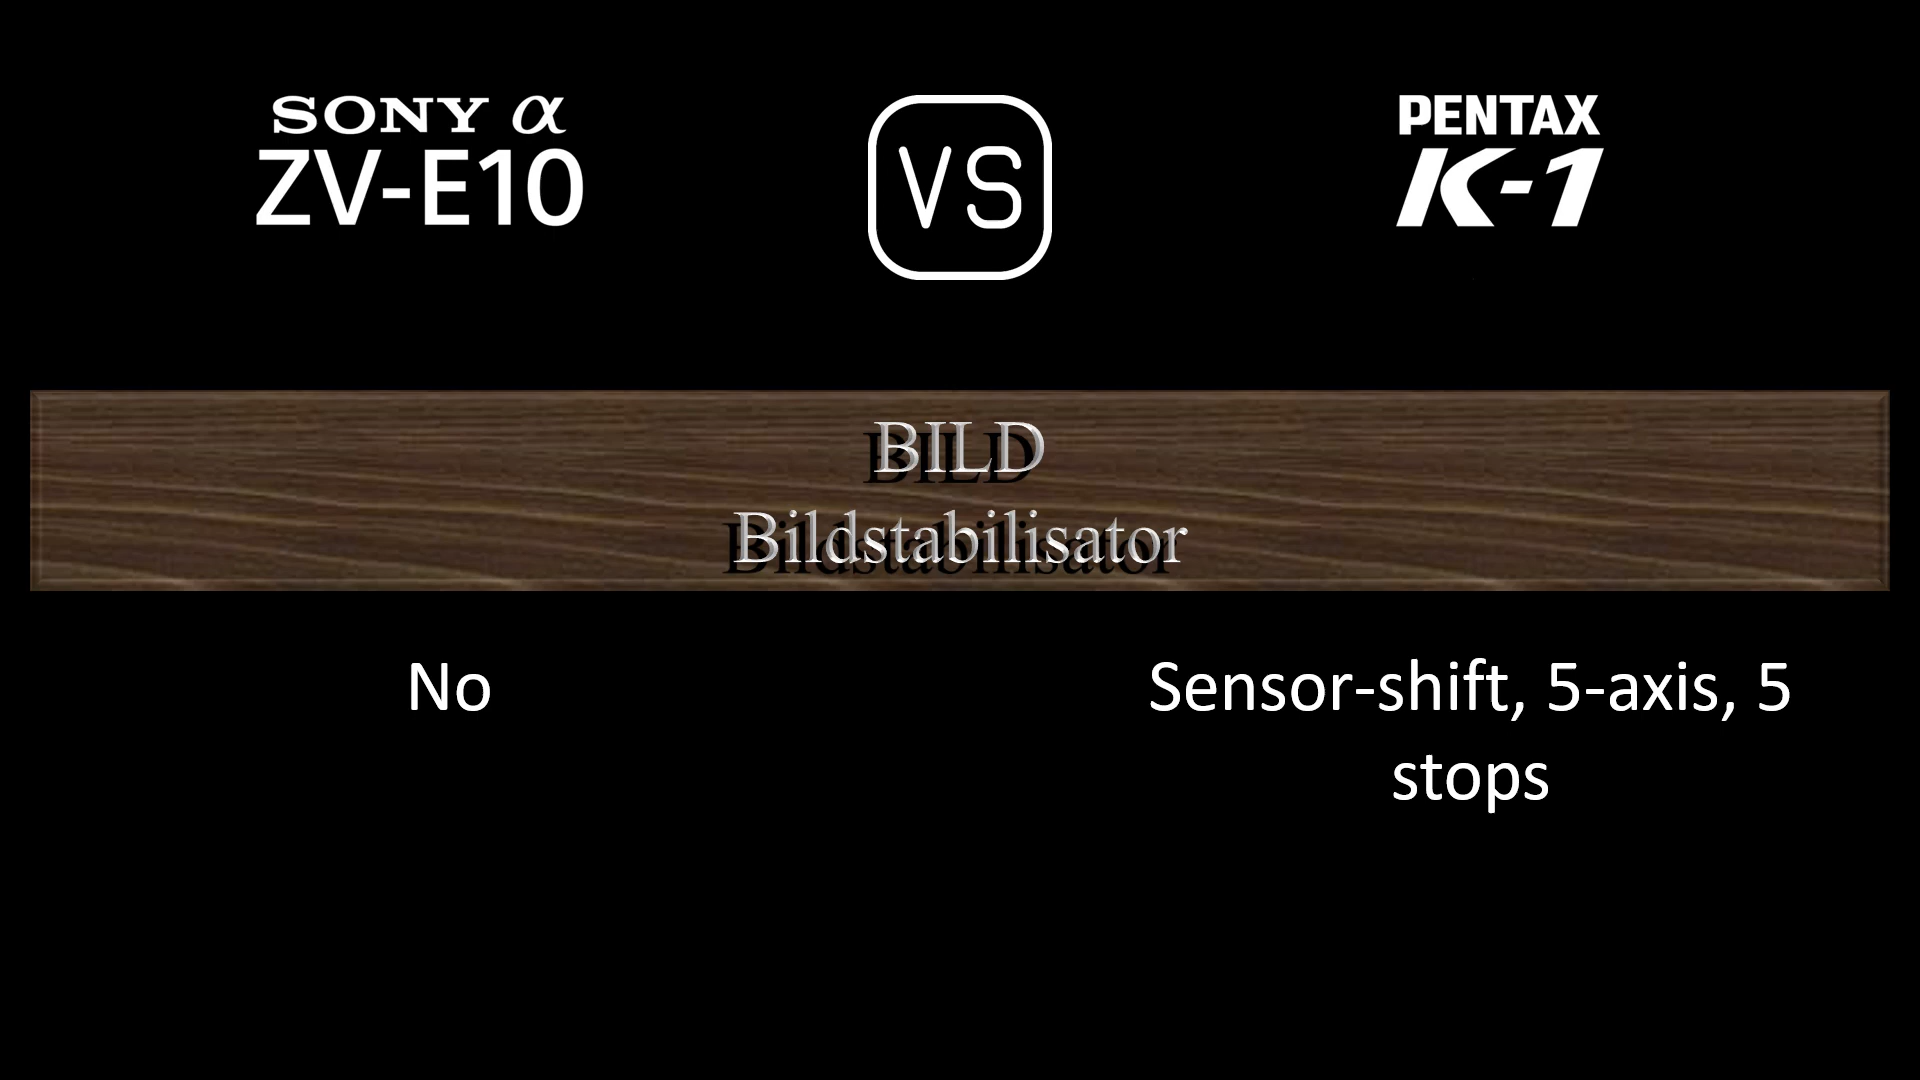 SONY α
ZV-E10
VS
PENTAX
K-1
BILD
Bildstabilisator
No
Sensor-shift, 5-axis, 5
stops